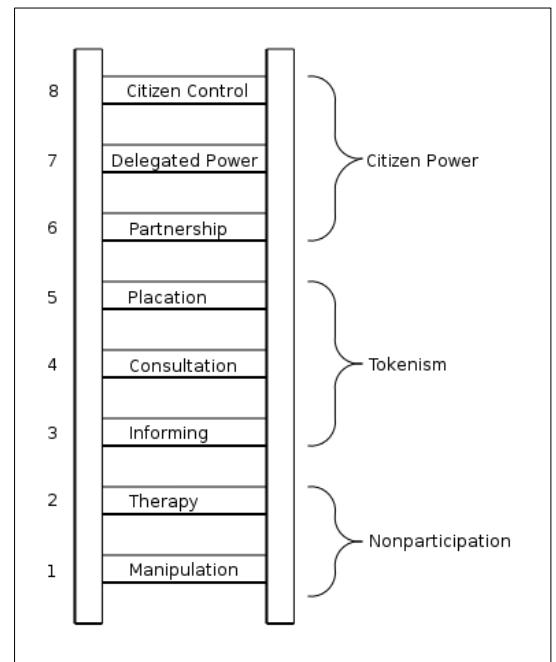 8 Citizen Control
7 Delegated Power
Citizen Power
6 Partnership
5 Placation
4 Consultation
Tokenism
3 Informing
2 Therapy
Nonparticipation
1 Manipulation